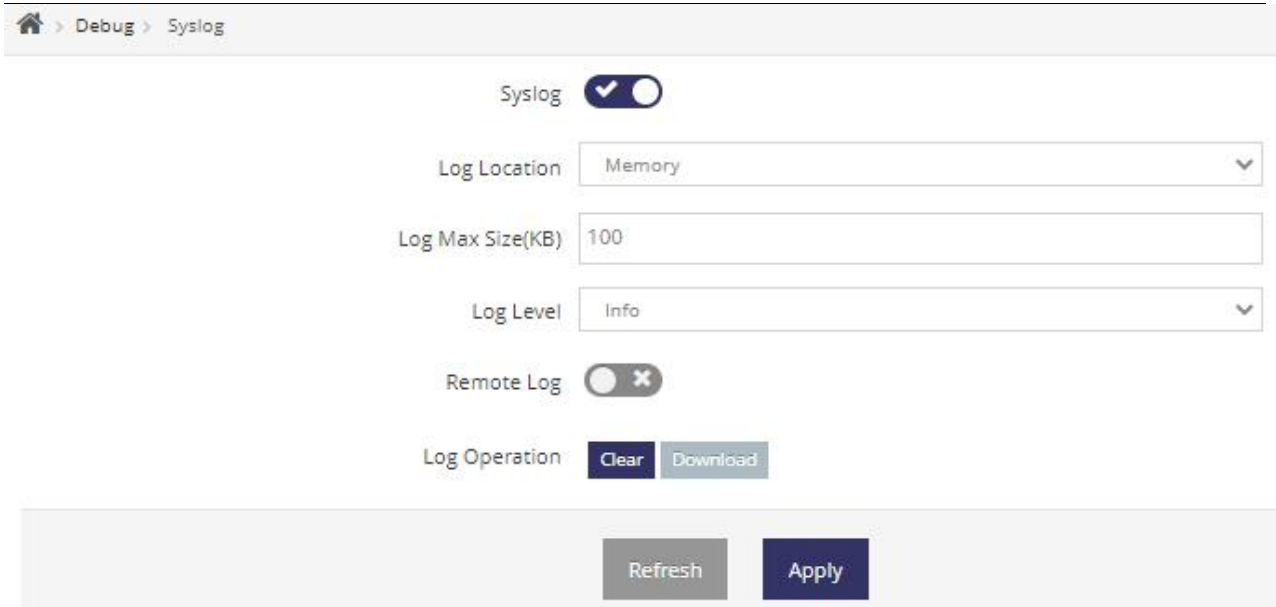 Debug > Syslog
Syslog
Log Location Memory
Log Max Size(KB) 100
Log Level Info
Remote Log
Log Operation Clear Download
Refresh Apply